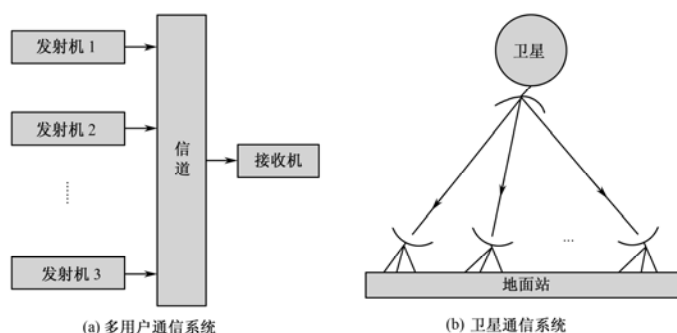 发射机 1
发射机 2
发射机 3
信道
接收机
(a) 多用户通信系统
卫星
...
地面站
(b) 卫星通信系统